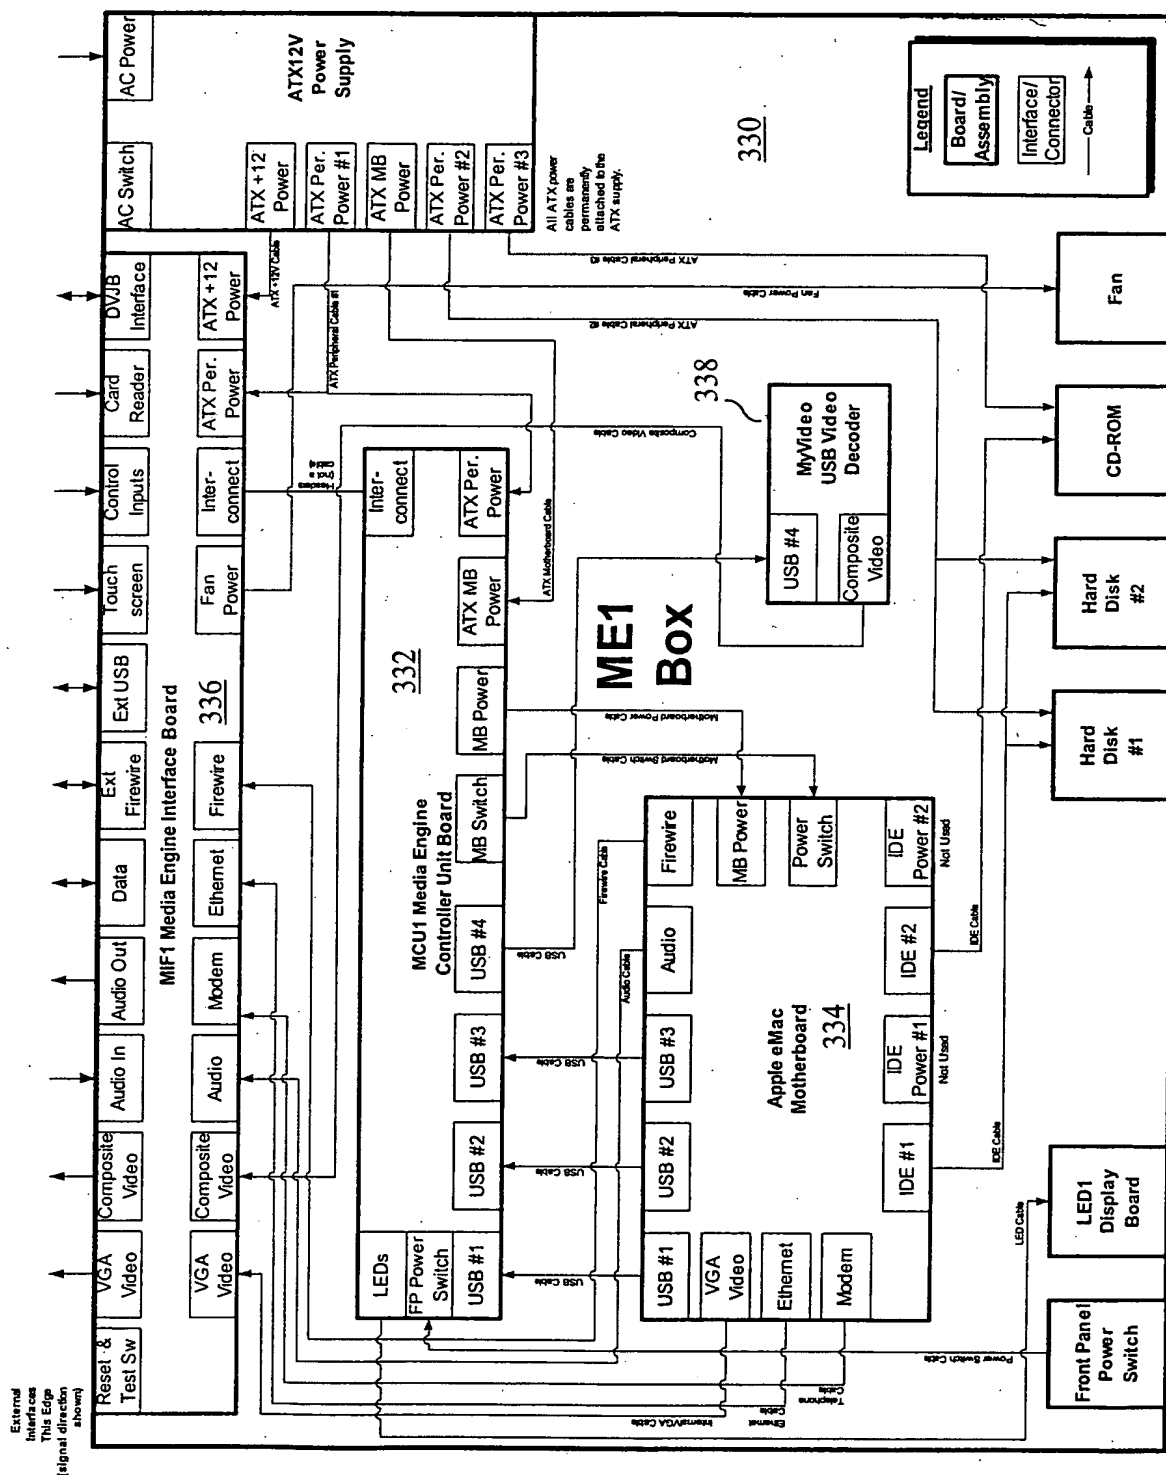 External
Interfaces
This Edge
(signal direction
shown)
AC Power
AC Switch
DVJB
Interface
Card
Reader
Control
Inputs
Touch
screen
Ext USB
Ext
Firewire
Data
Audio Out
Audio In
Composite
Video
VGA
Video
Reset &
Test Sw
MIF1 Media Engine Interface Board
336
ATX +12
Power
ATX Per.
Power
Inter-
connect
Fan
Power
Firewire
Ethernet
Modem
Audio
Composite
Video
VGA
Video
ATX12V
Power
Supply
ATX +12
Power
ATX Per.
Power #1
ATX MB
Power
ATX Per.
Power #2
ATX Per.
Power #3
All ATX power
cables are
permanently
attached to the
ATX supply.
ATX +12V Cable
ATX Peripheral Cable #1
ATX Motherboard Cable
ATX Peripheral Cable #2
ATX Peripheral Cable #3
Fan Power Cable
Composite Video Cable
Headers
MCU1 Media Engine
Controller Unit Board
332
Inter-
connect
ATX Per.
Power
ATX MB
Power
MB Power
MB Switch
USB #4
USB #3
USB #2
USB #1
FP Power
Switch
LEDs
Motherboard Power Cable
Motherboard Switch Cable
USB Cable
USB Cable
USB Cable
USB Cable
Firewire Cable
Audio Cable
ME1
Box
338
MyVideo
USB Video
Decoder
USB #4
Composite
Video
Apple eMac
Motherboard
334
Firewire
Audio
USB #3
USB #2
USB #1
VGA
Video
Ethernet
Modem
MB Power
Power
Switch
IDE
Power #2
Not Used
IDE #2
IDE
Power #1
Not Used
IDE #1
IDE Cable
IDE Cable
LED Cable
Power Switch Cable
Telephone
Cable
Ethernet
Cable
Internal VGA Cable
Fan
CD-ROM
Hard
Disk
#2
Hard
Disk
#1
LED1
Display
Board
Front Panel
Power
Switch
330
Legend
Board/
Assembly
Interface/
Connector
Cable